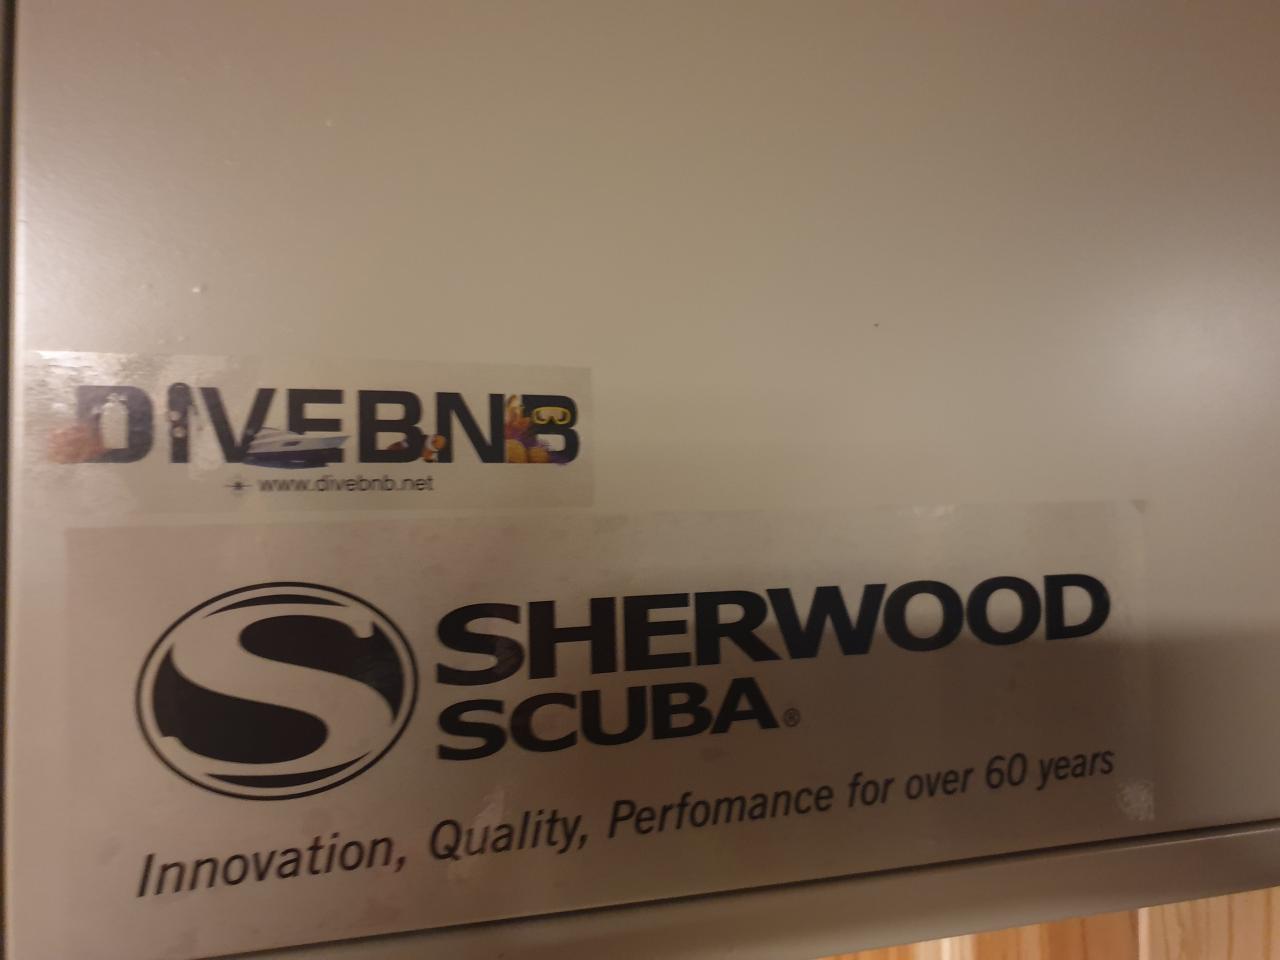 DIVEBNB
www.divebnb.net
S SHERWOOD
SCUBA®
Innovation, Quality, Perfomance for over 60 years